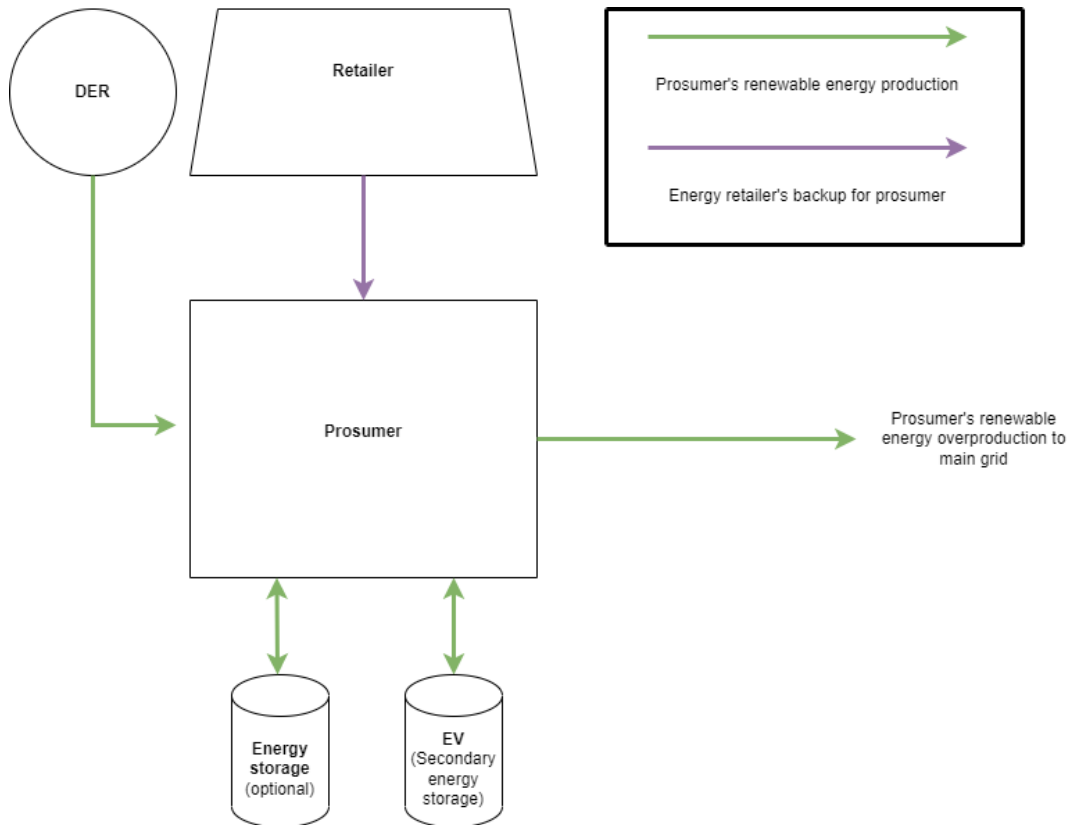 DER
Retailer
Prosumer's renewable energy production
Energy retailer's backup for prosumer
Prosumer
Prosumer's renewable
energy overproduction to
main grid
Energy
storage
(optional)
EV
(Secondary
energy
storage)